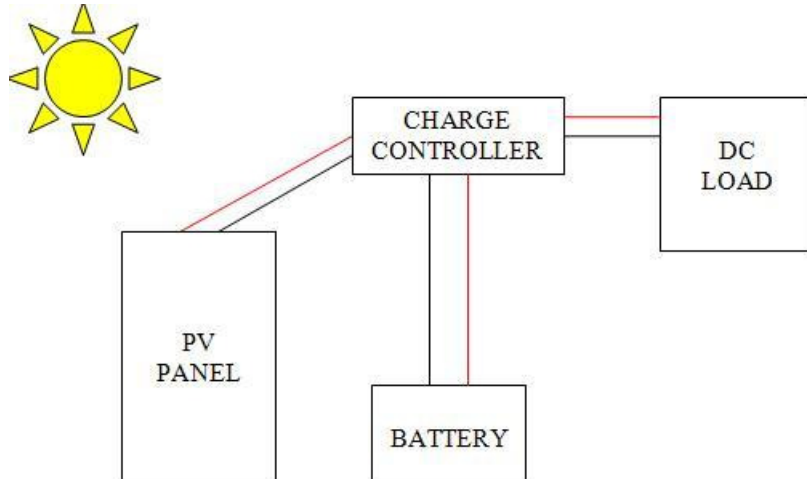 CHARGE
CONTROLLER
DC
LOAD
PV
PANEL
BATTERY